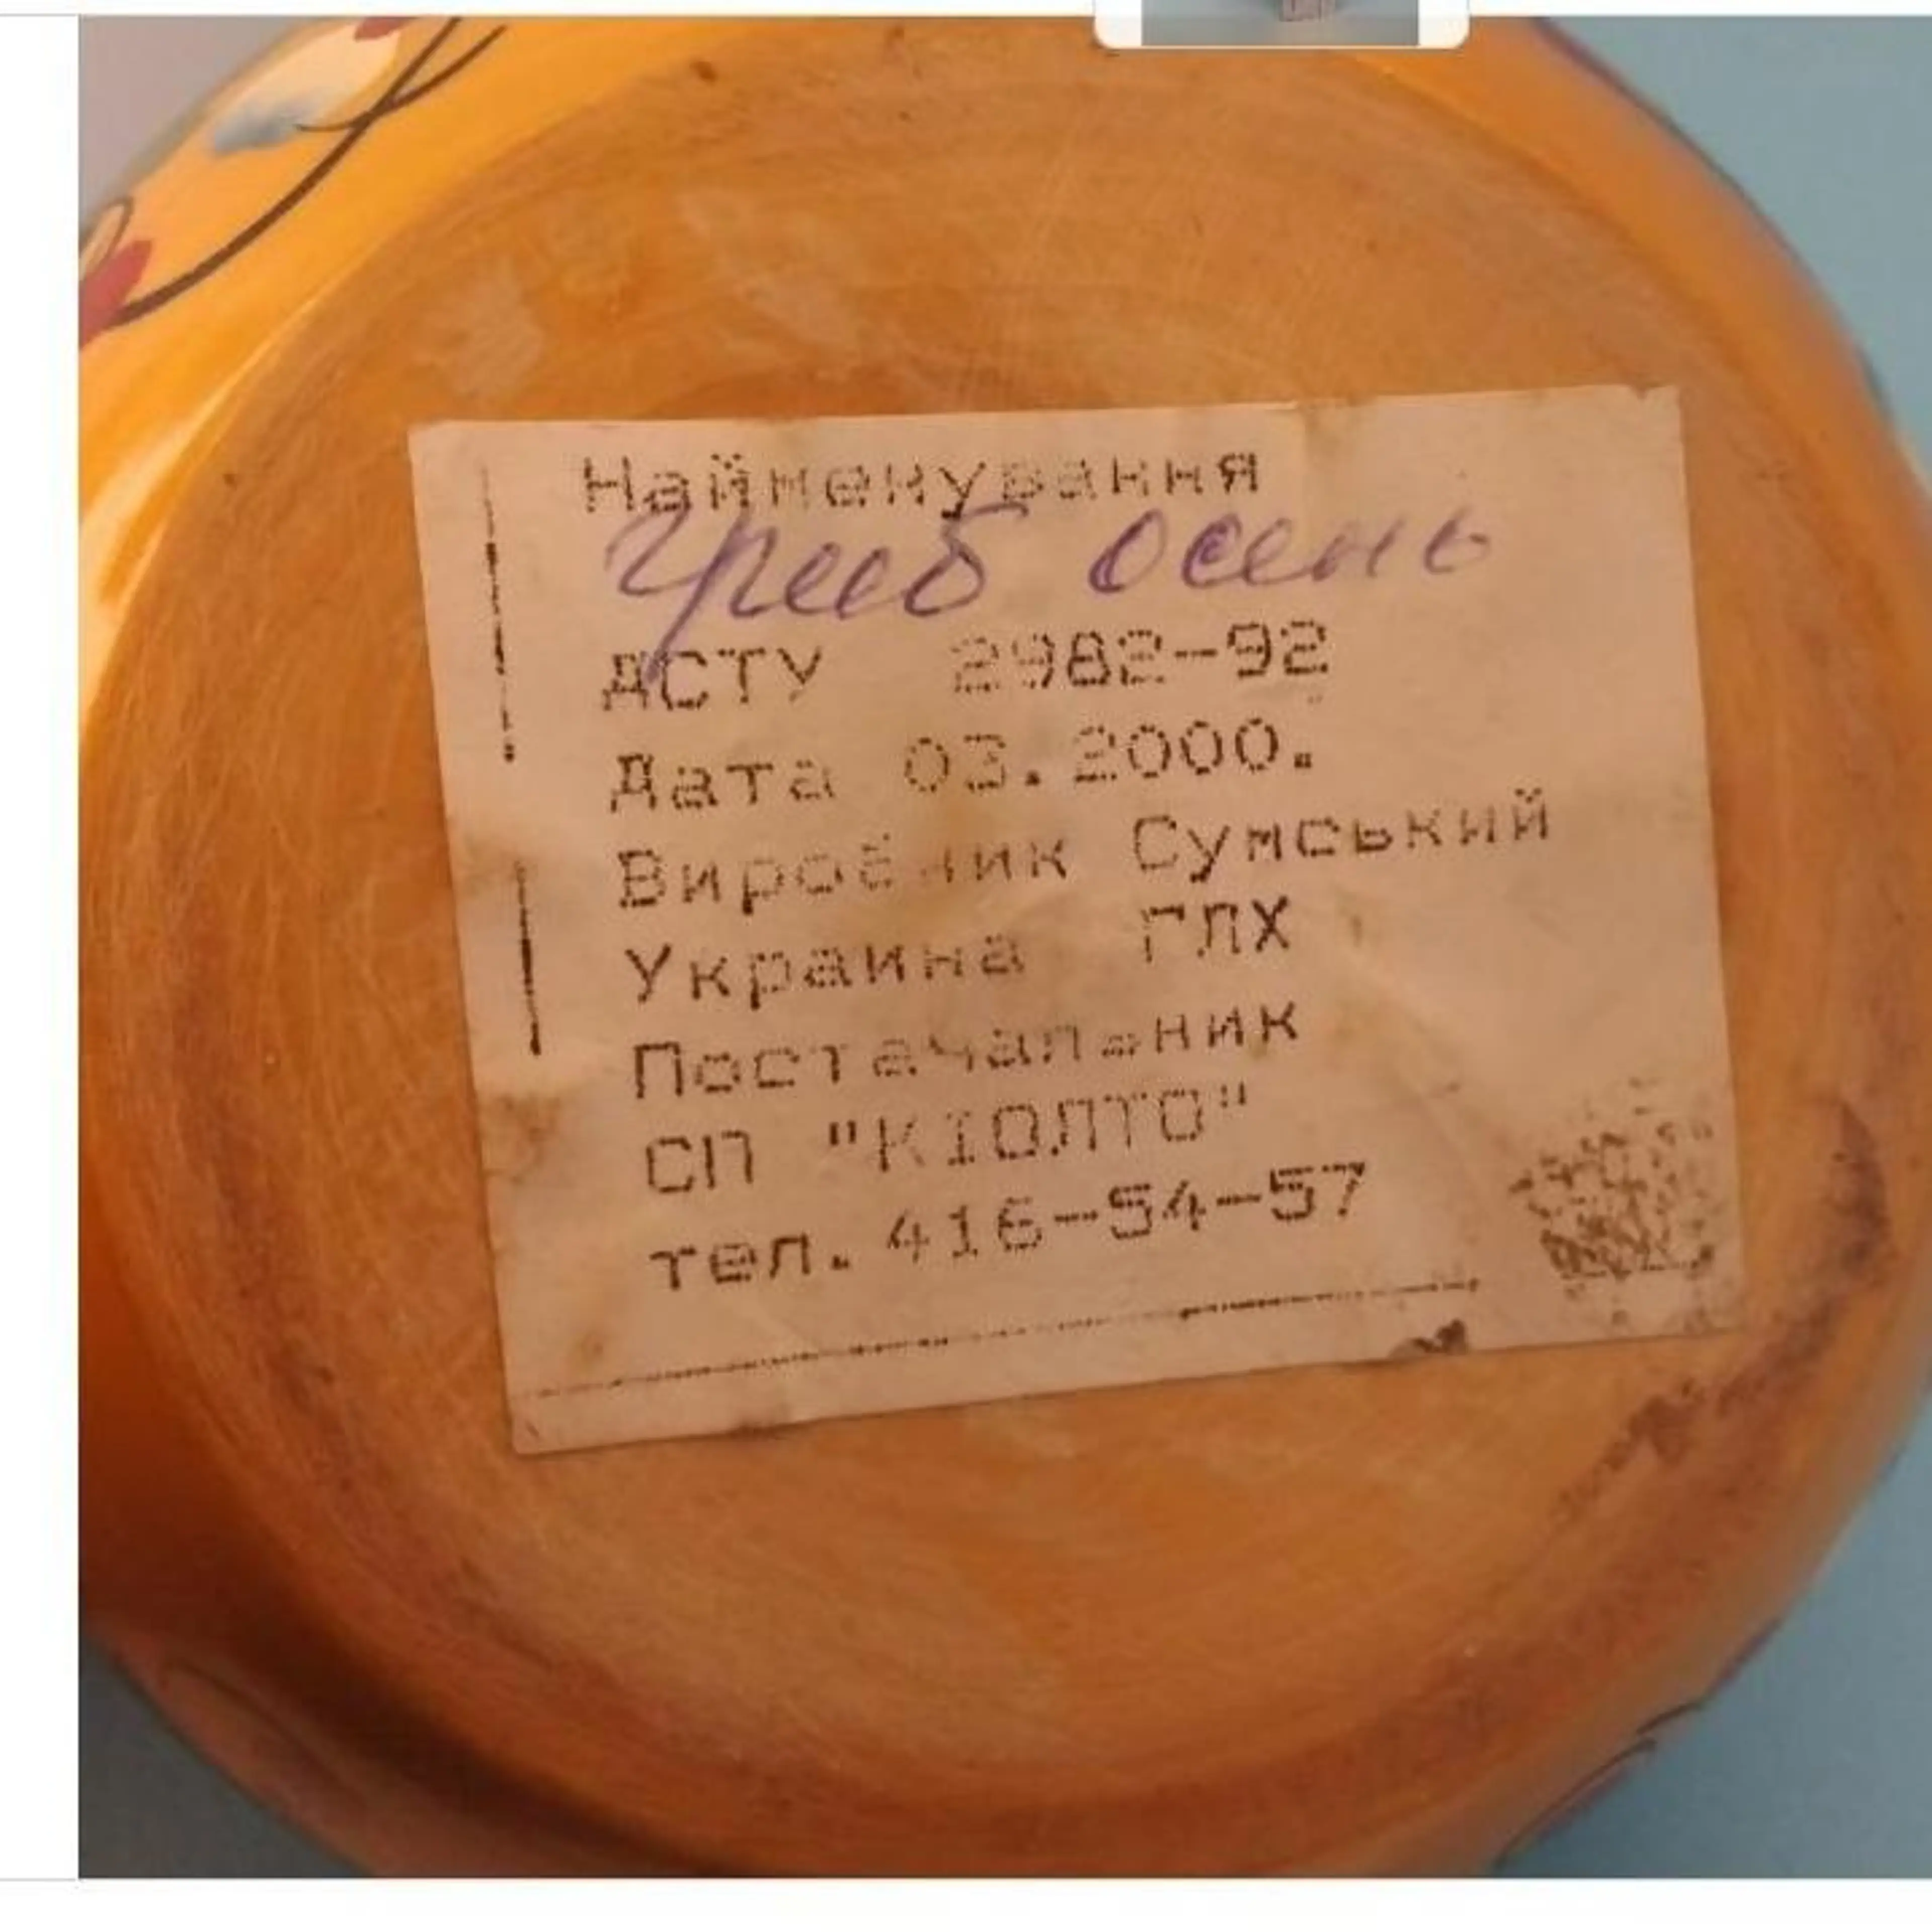 Найменування
гриб осень
ДСТУ 2982-92
Дата 03.2000.
Виробник Сумський
Украина ГЛХ
Постачальник
СП "КІОЛТО"
тел. 416-54-57